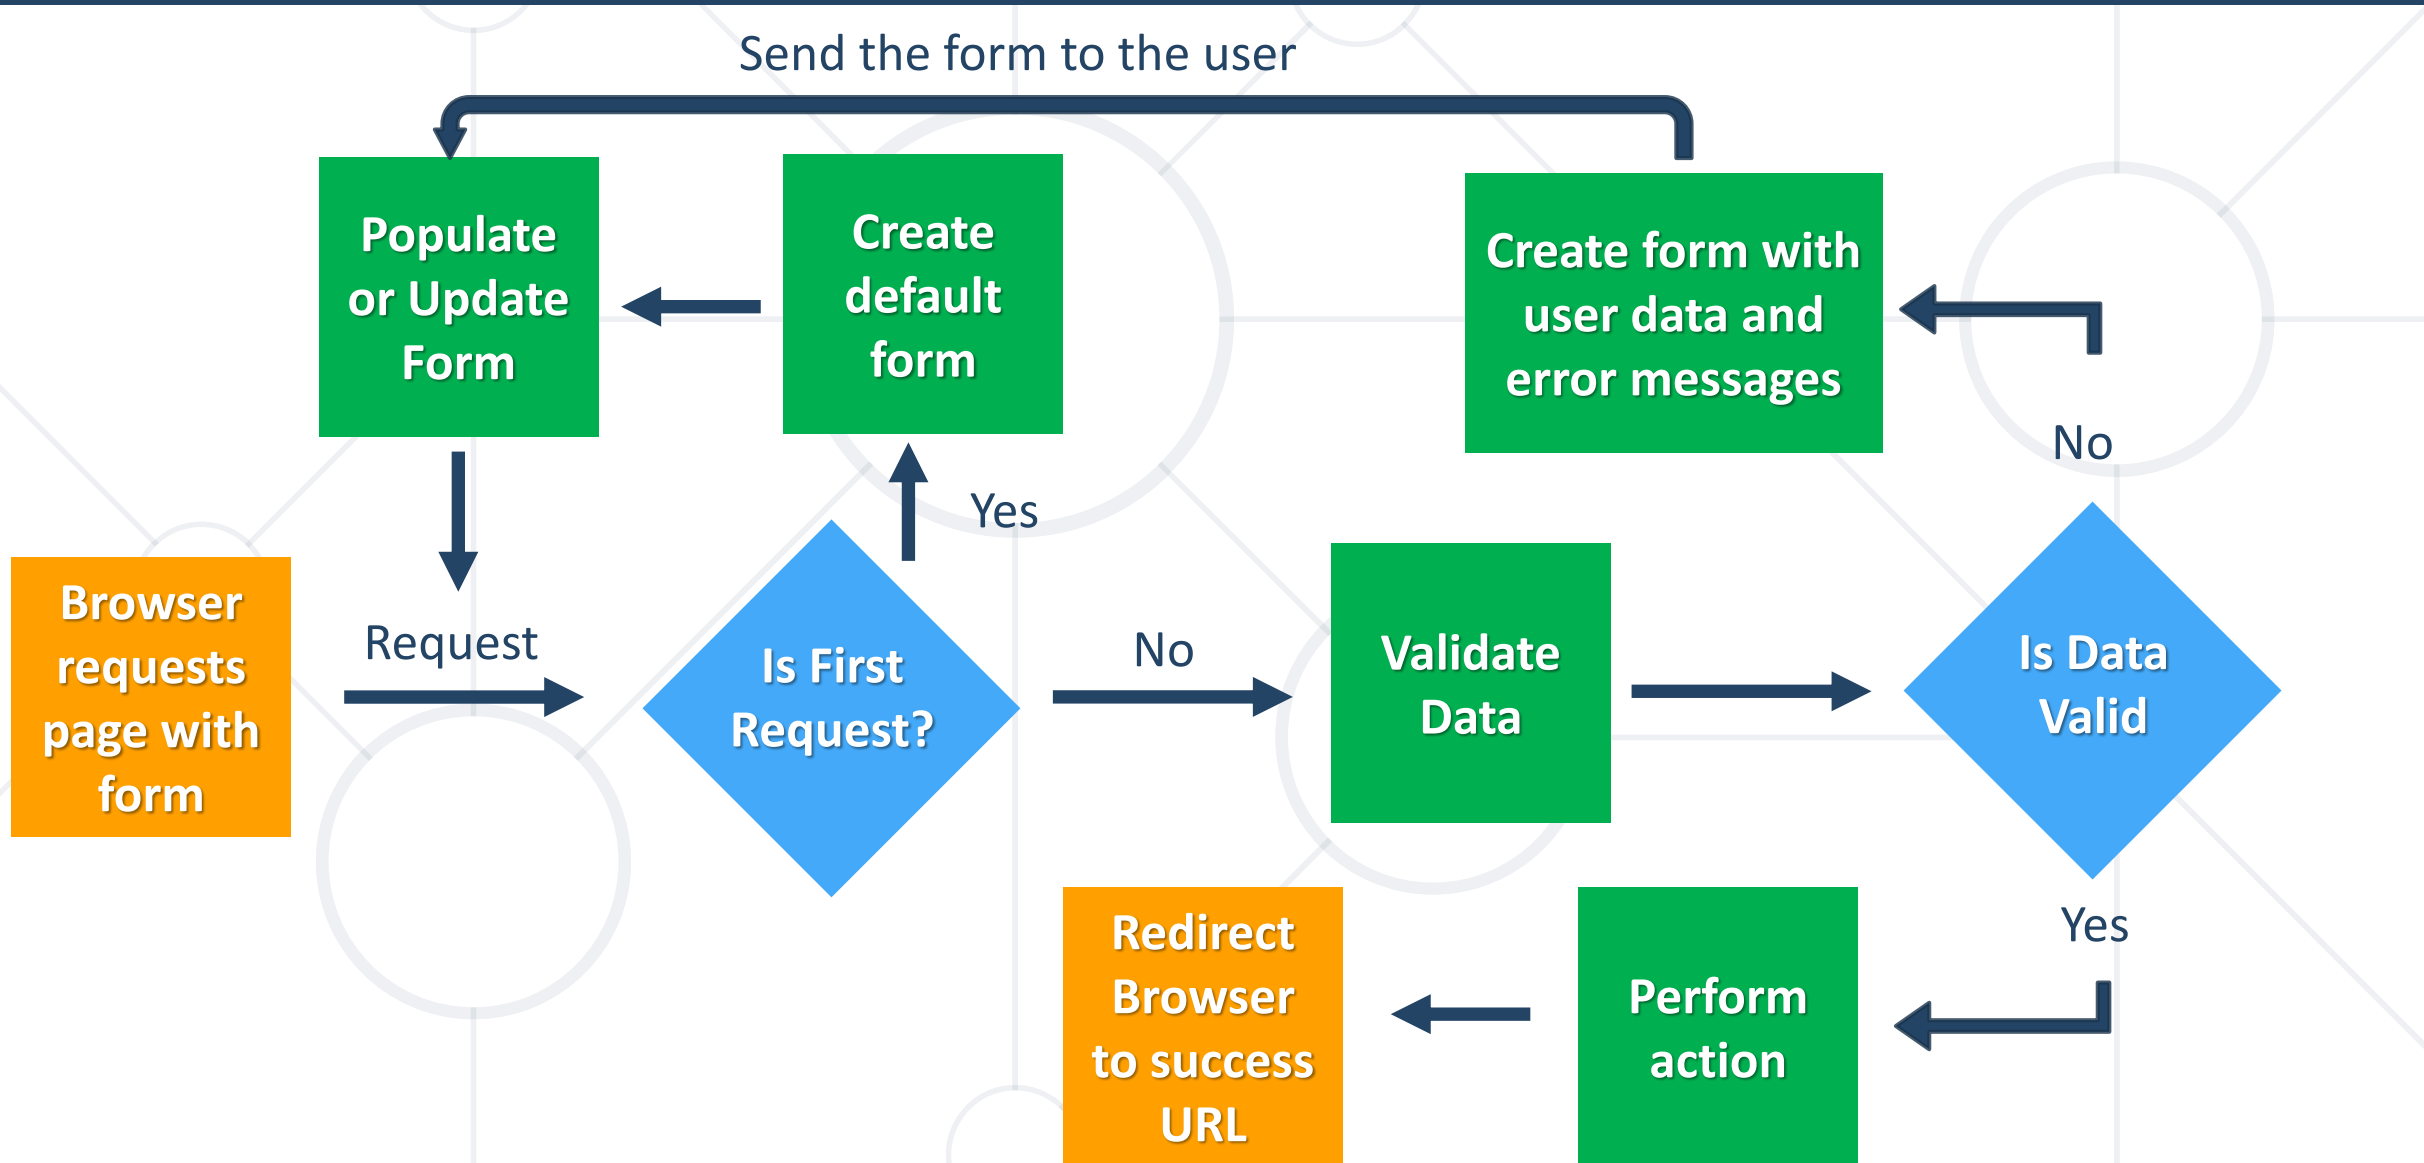 Send the form to the user
Populate
or Update
Form
Create
default
form
Create form with
user data and
error messages
No
Yes
Browser
requests
page with
form
Request
Is First
Request?
No
Validate
Data
Is Data
Valid
Yes
Redirect
Browser
to success
URL
Perform
action